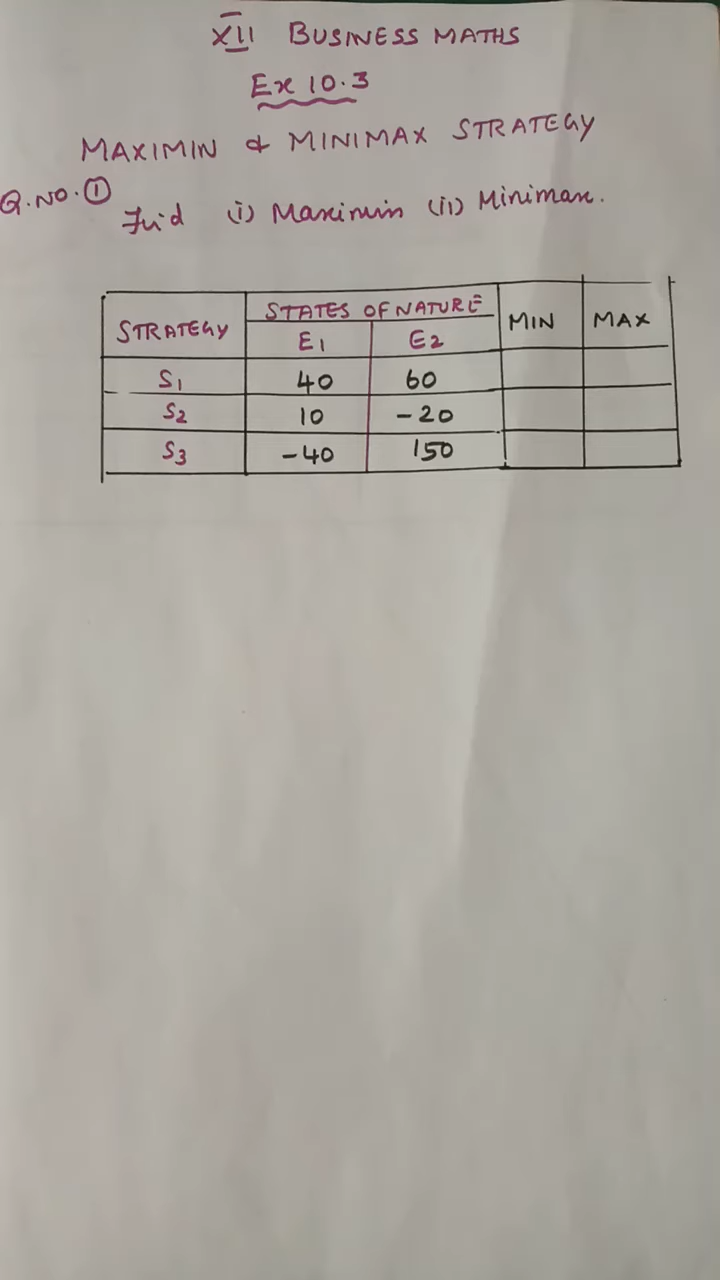 XII BUSINESS MATHS
Ex 10.3
MAXIMIN & MINIMAX STRATEGY
Q.NO. ① Find (i) Maximin (ii) Minimax.
STRATEGY STATES OF NATURE MIN MAX
E1 E2
S1 40 60
S2 10 -20
S3 -40 150